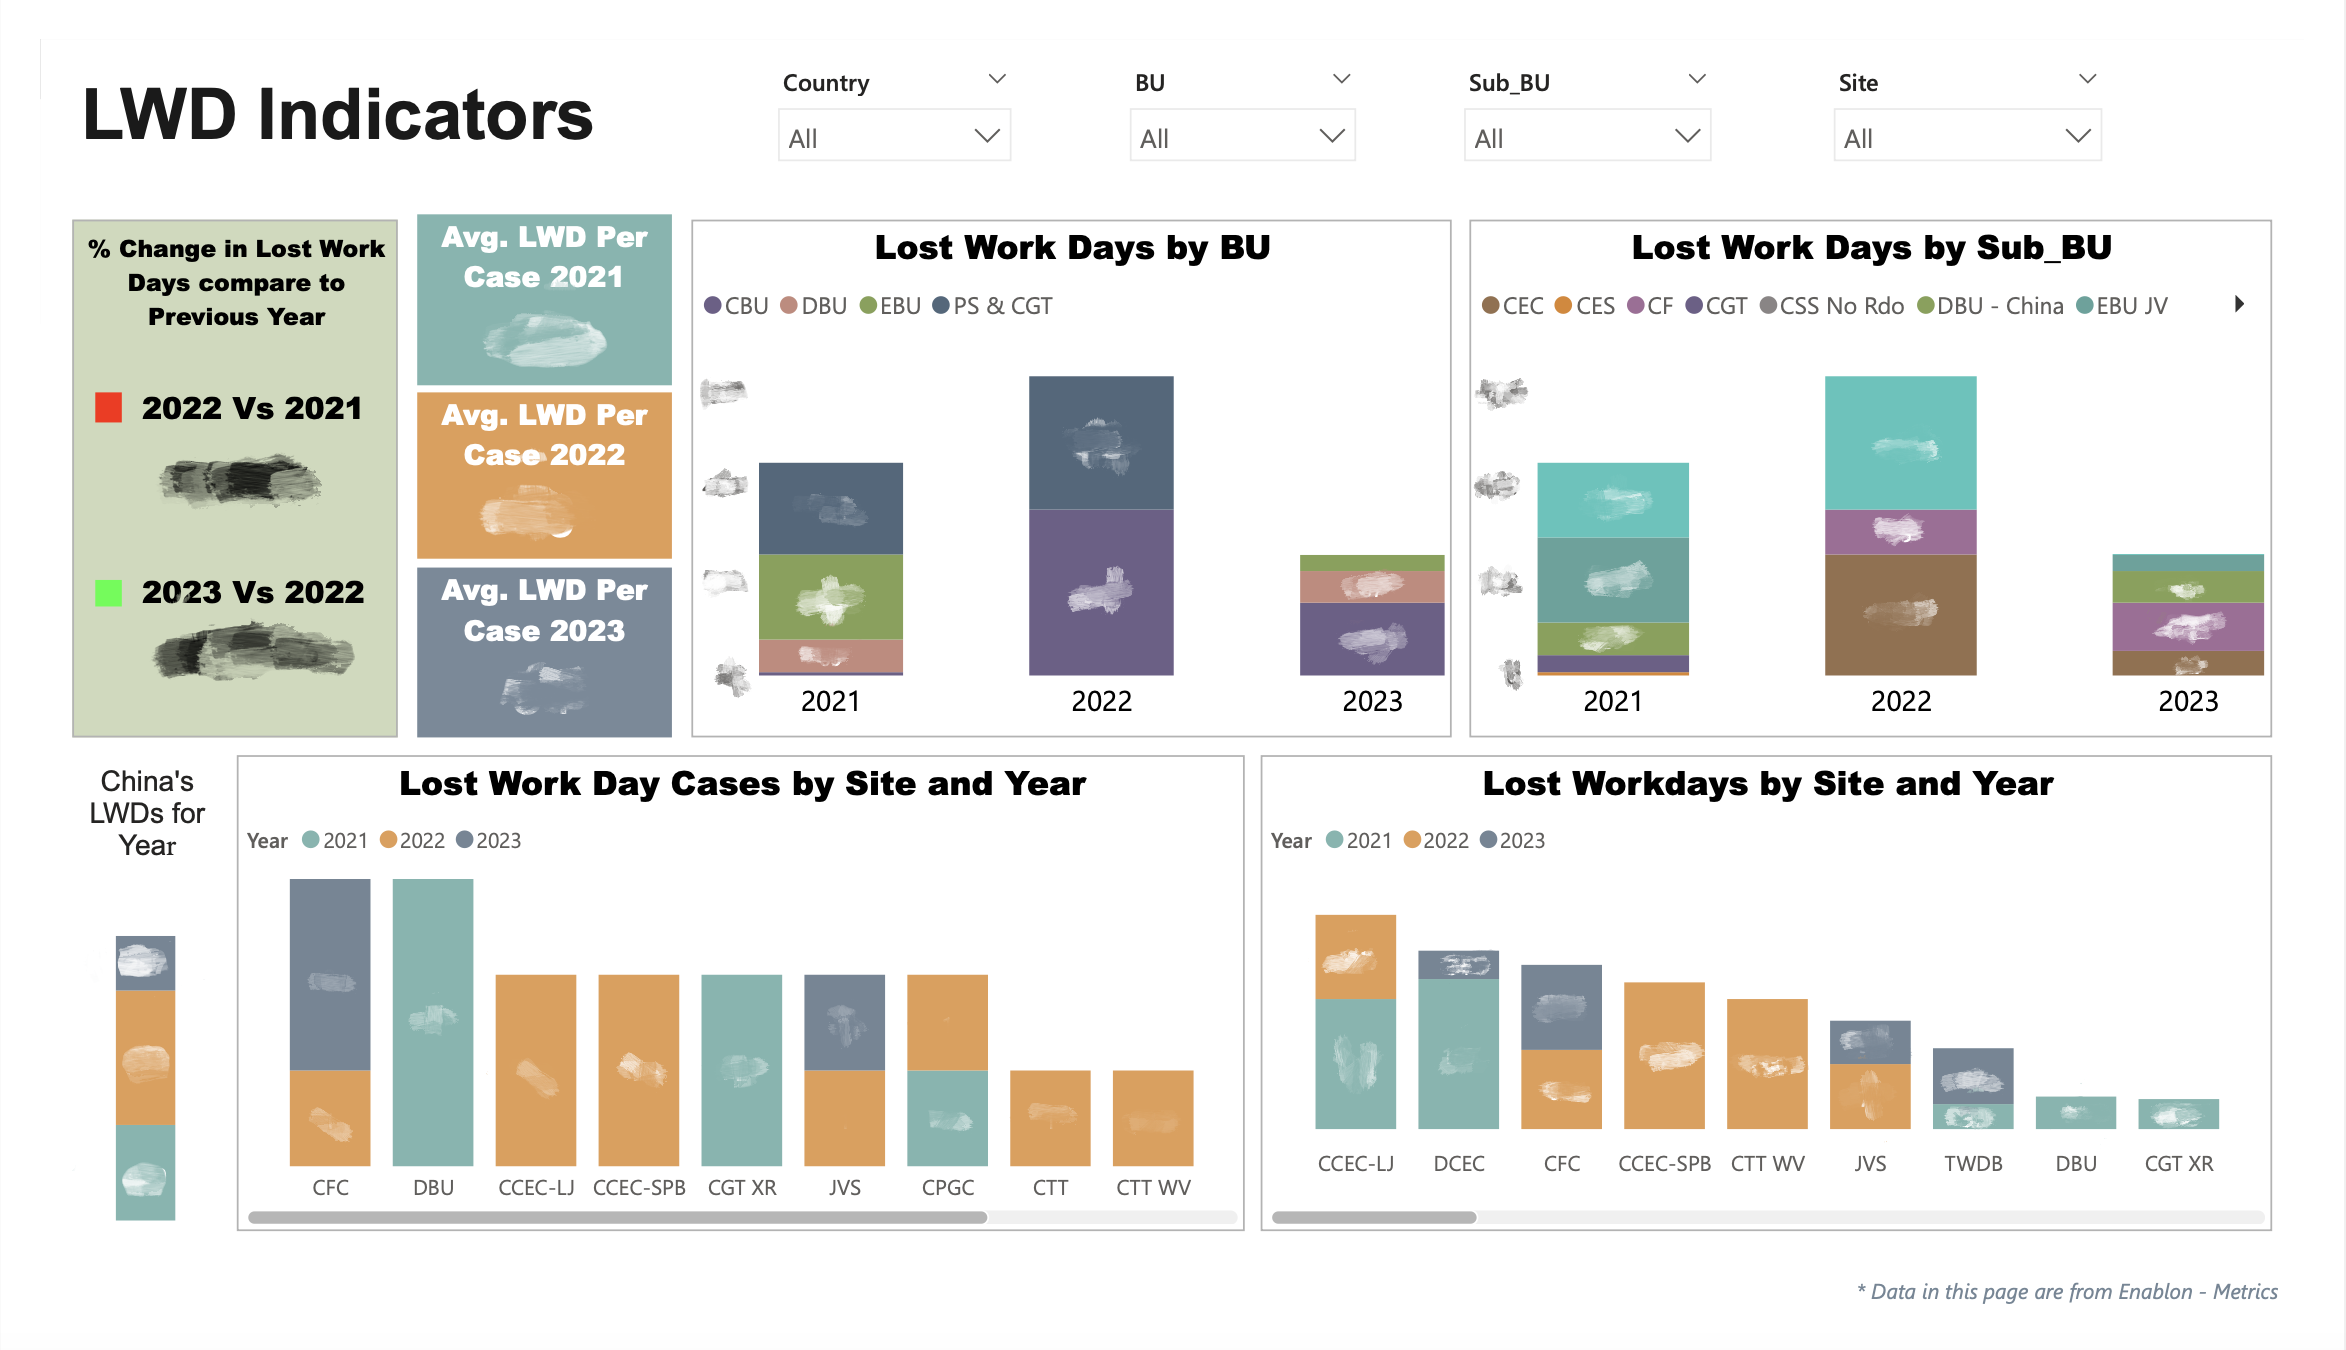 LWD Indicators
Country
BU
Sub_BU
Site
All
All
All
All
% Change in Lost Work
Days compare to
Previous Year
2022 Vs 2021
2023 Vs 2022
Avg. LWD Per
Case 2021
Avg. LWD Per
Case 2022
Avg. LWD Per
Case 2023
Lost Work Days by BU
CBU DBU EBU PS & CGT
2021 2022 2023
Lost Work Days by Sub_BU
CEC CES CF CGT CSS No Rdo DBU - China EBU JV
2021 2022 2023
China's
LWDs for
Year
Lost Work Day Cases by Site and Year
Year 2021 2022 2023
CFC DBU CCEC-LJ CCEC-SPB CGT XR JVS CPGC CTT CTT WV
Lost Workdays by Site and Year
Year 2021 2022 2023
CCEC-LJ DCEC CFC CCEC-SPB CTT WV JVS TWDB DBU CGT XR
* Data in this page are from Enablon - Metrics